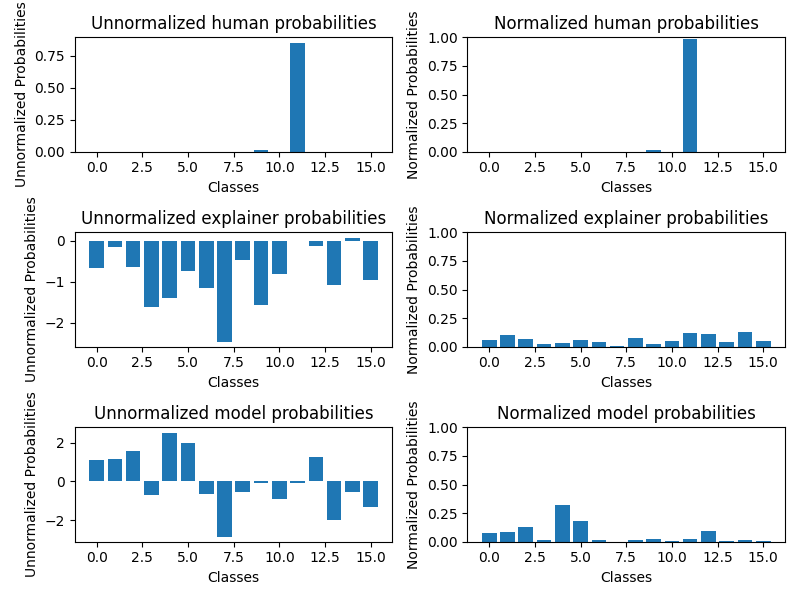 Unnormalized human probabilities
Unnormalized Probabilities
0.75
0.50
0.25
0.00
0.0 2.5 5.0 7.5 10.0 12.5 15.0
Classes
Normalized human probabilities
Normalized Probabilities
1.00
0.75
0.50
0.25
0.00
0.0 2.5 5.0 7.5 10.0 12.5 15.0
Classes
Unnormalized explainer probabilities
Unnormalized Probabilities
0
−1
−2
0.0 2.5 5.0 7.5 10.0 12.5 15.0
Classes
Normalized explainer probabilities
Normalized Probabilities
1.00
0.75
0.50
0.25
0.00
0.0 2.5 5.0 7.5 10.0 12.5 15.0
Classes
Unnormalized model probabilities
Unnormalized Probabilities
2
0
−2
0.0 2.5 5.0 7.5 10.0 12.5 15.0
Classes
Normalized model probabilities
Normalized Probabilities
1.00
0.75
0.50
0.25
0.00
0.0 2.5 5.0 7.5 10.0 12.5 15.0
Classes